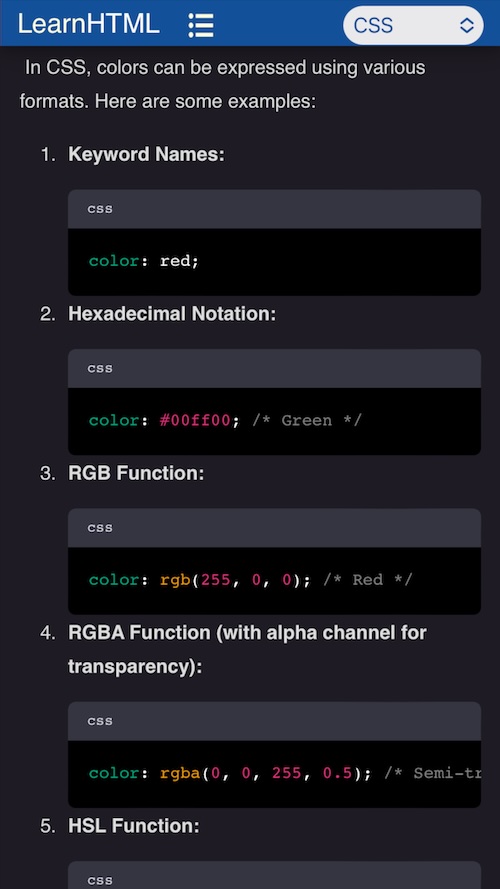 LearnHTML
CSS
In CSS, colors can be expressed using various
formats. Here are some examples:
1. Keyword Names:
css
color: red;
2. Hexadecimal Notation:
css
color: #00ff00; /* Green */
3. RGB Function:
css
color: rgb(255, 0, 0); /* Red */
4. RGBA Function (with alpha channel for
transparency):
css
color: rgba(0, 0, 255, 0.5); /* Semi-tr
5. HSL Function:
css